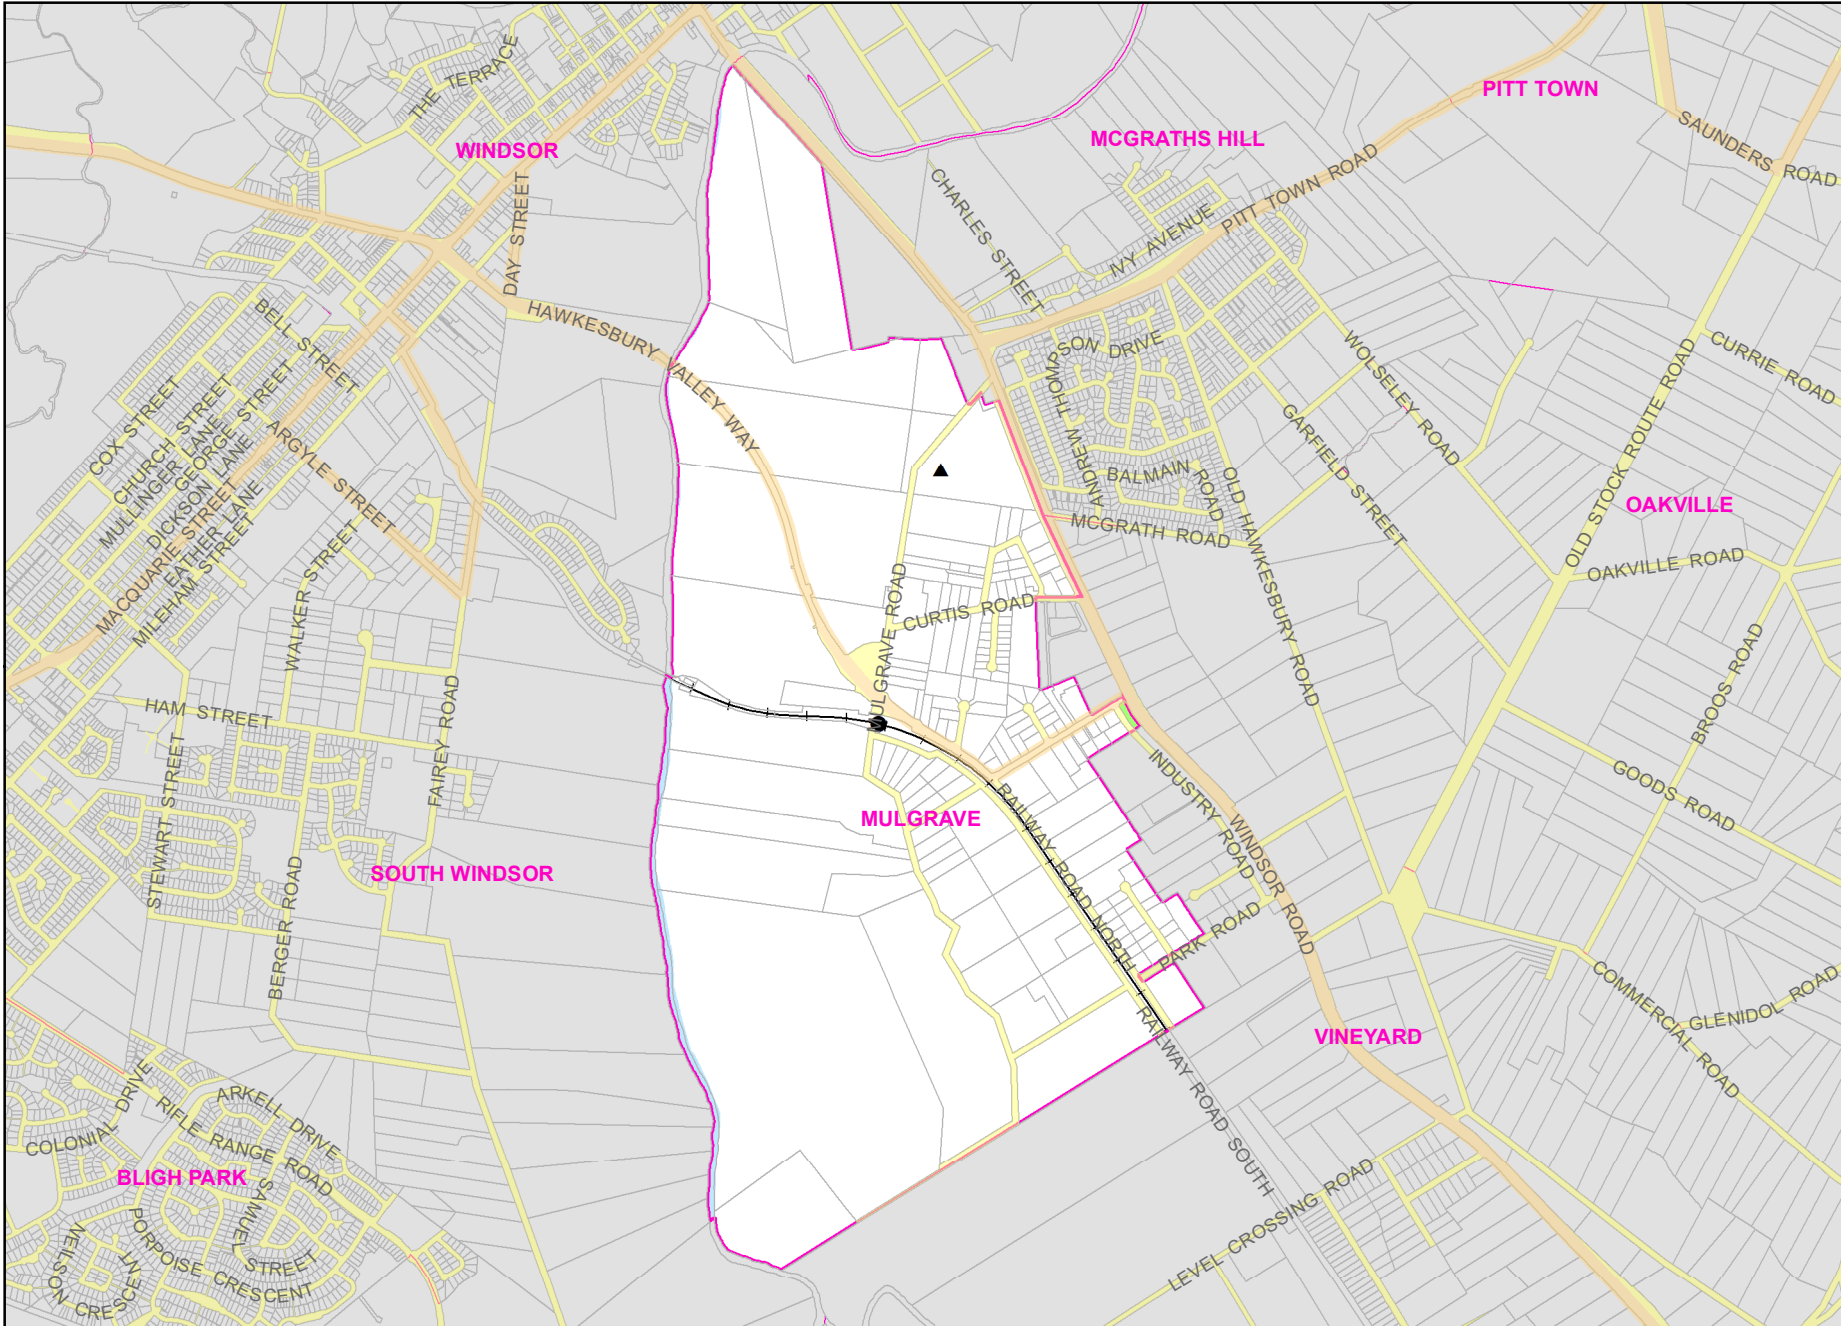 PITT TOWN
THE TERRACE
SAUNDERS ROAD
MCGRATHS HILL
WINDSOR
PITT TOWN ROAD
CHARLES STREET
IVY AVENUE
DAY STREET
HAWKESBURY VALLEY WAY
BELL STREET
THOMPSON DRIVE
ANDREW
WOLSELEY ROAD
CURRIE ROAD
OLD STOCK ROUTE ROAD
COX STREET
CHURCH STREET
MULLINGER LANE
GEORGE STREET
DICKSON LANE
ARGYLE STREET
EATHER LANE
MACQUARIE STREET
MILEHAM STREET
GARFIELD STREET
BALMAIN ROAD
OLD HAWKESBURY ROAD
OAKVILLE
MCGRATH ROAD
OAKVILLE ROAD
WALKER STREET
CURTIS ROAD
MULGRAVE ROAD
BROOS ROAD
HAM STREET
FAIREY ROAD
STEWART STREET
INDUSTRY ROAD
GOODS ROAD
MULGRAVE
RAILWAY ROAD NORTH
WINDSOR ROAD
SOUTH WINDSOR
BERGER ROAD
PARK ROAD
COMMERCIAL ROAD
GLENIDOL ROAD
VINEYARD
RAILWAY ROAD SOUTH
COLONIAL DRIVE
ARKELL DRIVE
RIFLE RANGE ROAD
BLIGH PARK
SAMUEL STREET
PORPOISE CRESCENT
NEILSON CRESCENT
LEVEL CROSSING ROAD